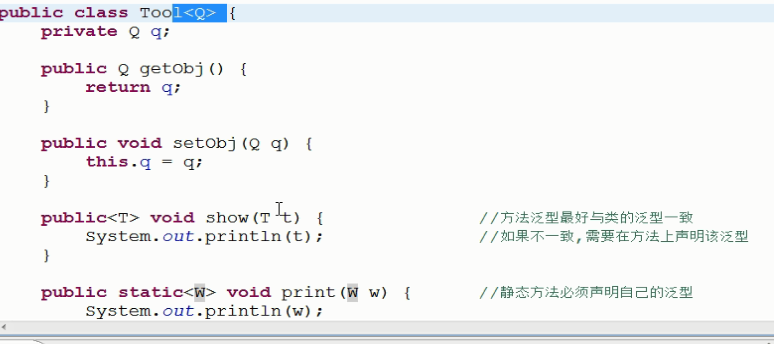 public class Tool<Q> {
private Q q;
public Q getObj() {
return q;
}
public void setObj(Q q) {
this.q = q;
}
public<T> void show(T t) { //方法泛型最好与类的泛型一致
System.out.println(t); //如果不一致,需要在方法上声明该泛型
}
public static<W> void print(W w) { //静态方法必须声明自己的泛型
System.out.println(w);